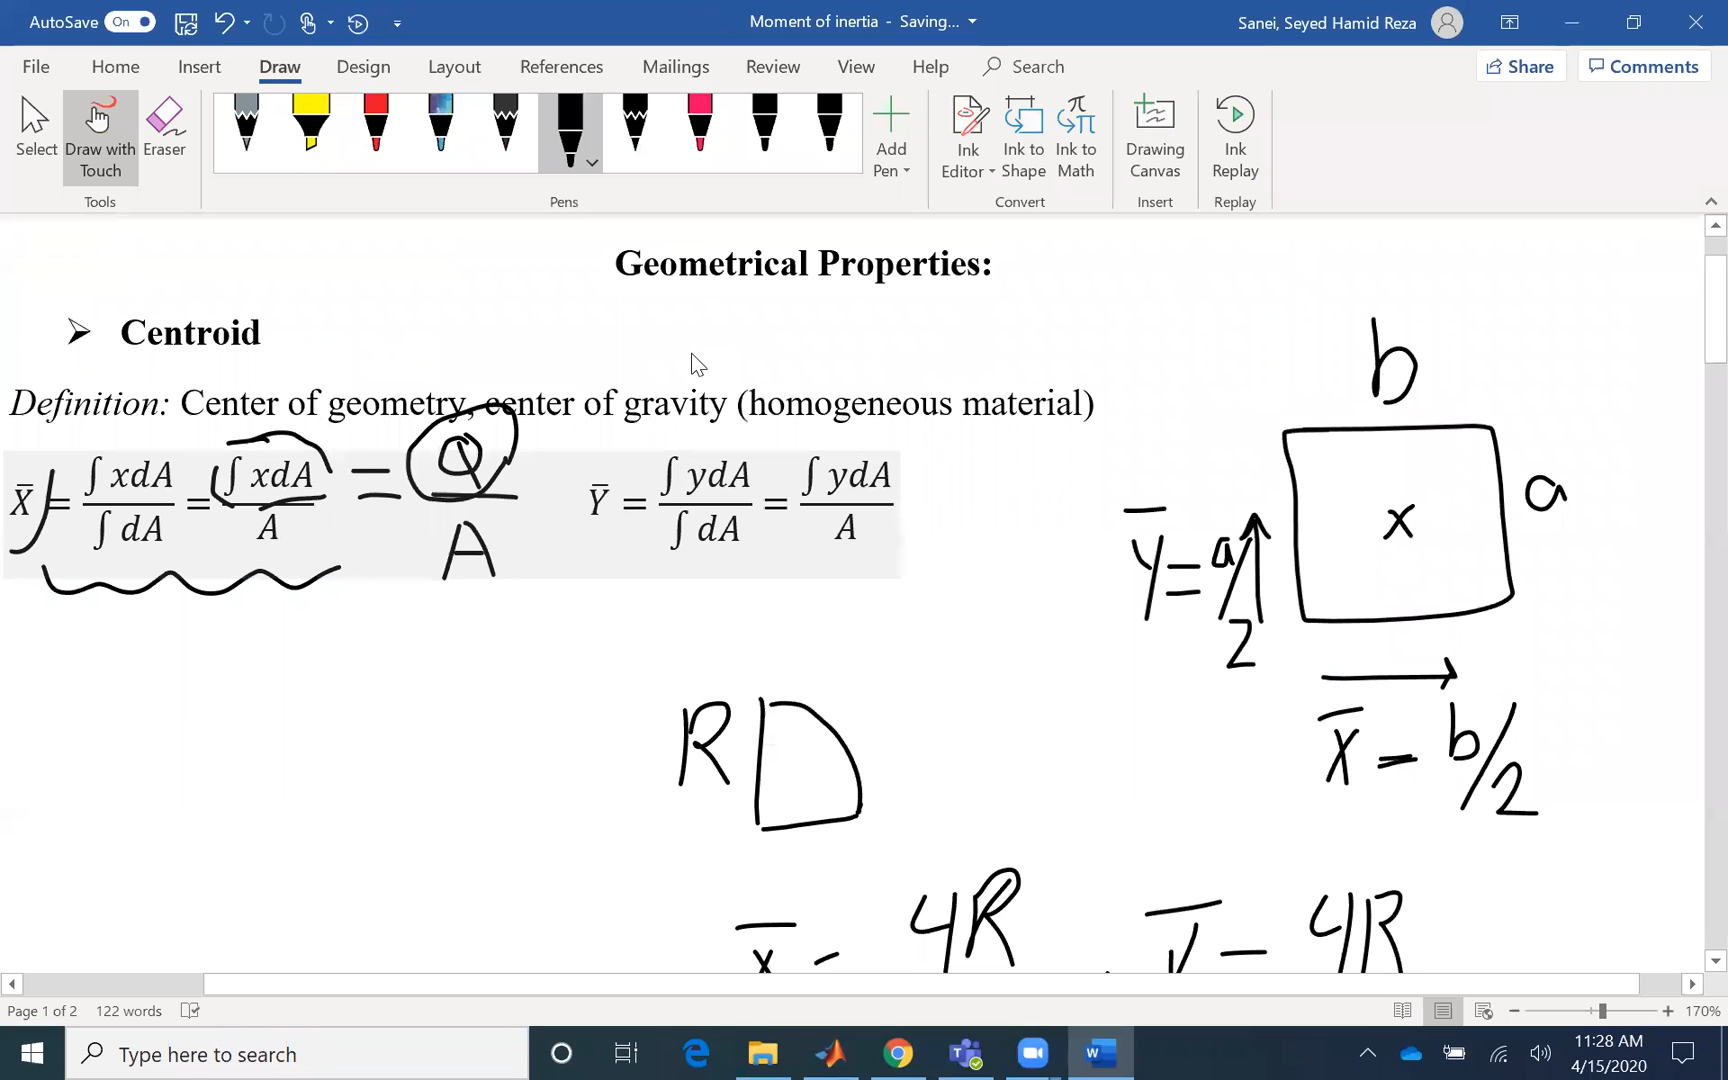 AutoSave On Moment of inertia - Saving... Sanei, Seyed Hamid Reza
File Home Insert Draw Design Layout References Mailings Review View Help Search Share Comments
Select Draw with Touch Eraser Add Pen Ink Editor Ink to Shape Ink to Math Drawing Canvas Ink Replay
Tools Pens Convert Insert Replay
Geometrical Properties:
➢ Centroid
Definition: Center of geometry, center of gravity (homogeneous material)
X̄ = ∫ xdA / ∫ dA = ∫ xdA / A = Q / A
Ȳ = ∫ ydA / ∫ dA = ∫ ydA / A
b
a
x
ȳ = a/2
x̄ = b/2
R
x̄ = 4R
ȳ = 4R
Page 1 of 2 122 words 170%
Type here to search 11:28 AM
4/15/2020